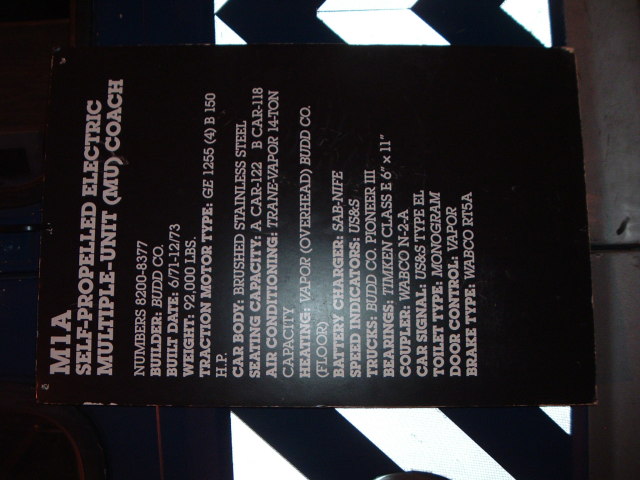 M1A
SELF-PROPELLED ELECTRIC
MULTIPLE-UNIT (MU) COACH
NUMBERS 8200-8377
BUILDER: BUDD CO.
BUILT DATE: 6/71-12/73
WEIGHT: 92,000 LBS.
TRACTION MOTOR TYPE: GE 1255 (4) B 150
H.P.
CAR BODY: BRUSHED STAINLESS STEEL
SEATING CAPACITY: A CAR-122 B CAR-118
AIR CONDITIONING: TRANE-VAPOR 14-TON
CAPACITY
HEATING: VAPOR (OVERHEAD) BUDD CO.
(FLOOR)
BATTERY CHARGER: SAB-NIFE
SPEED INDICATORS: US&S
TRUCKS: BUDD CO. PIONEER III
BEARINGS: TIMKEN CLASS E 6" x 11"
COUPLER: WABCO N-2-A
CAR SIGNAL: US&S TYPE EL
TOILET TYPE: MONOGRAM
DOOR CONTROL: VAPOR
BRAKE TYPE: WABCO RTSA